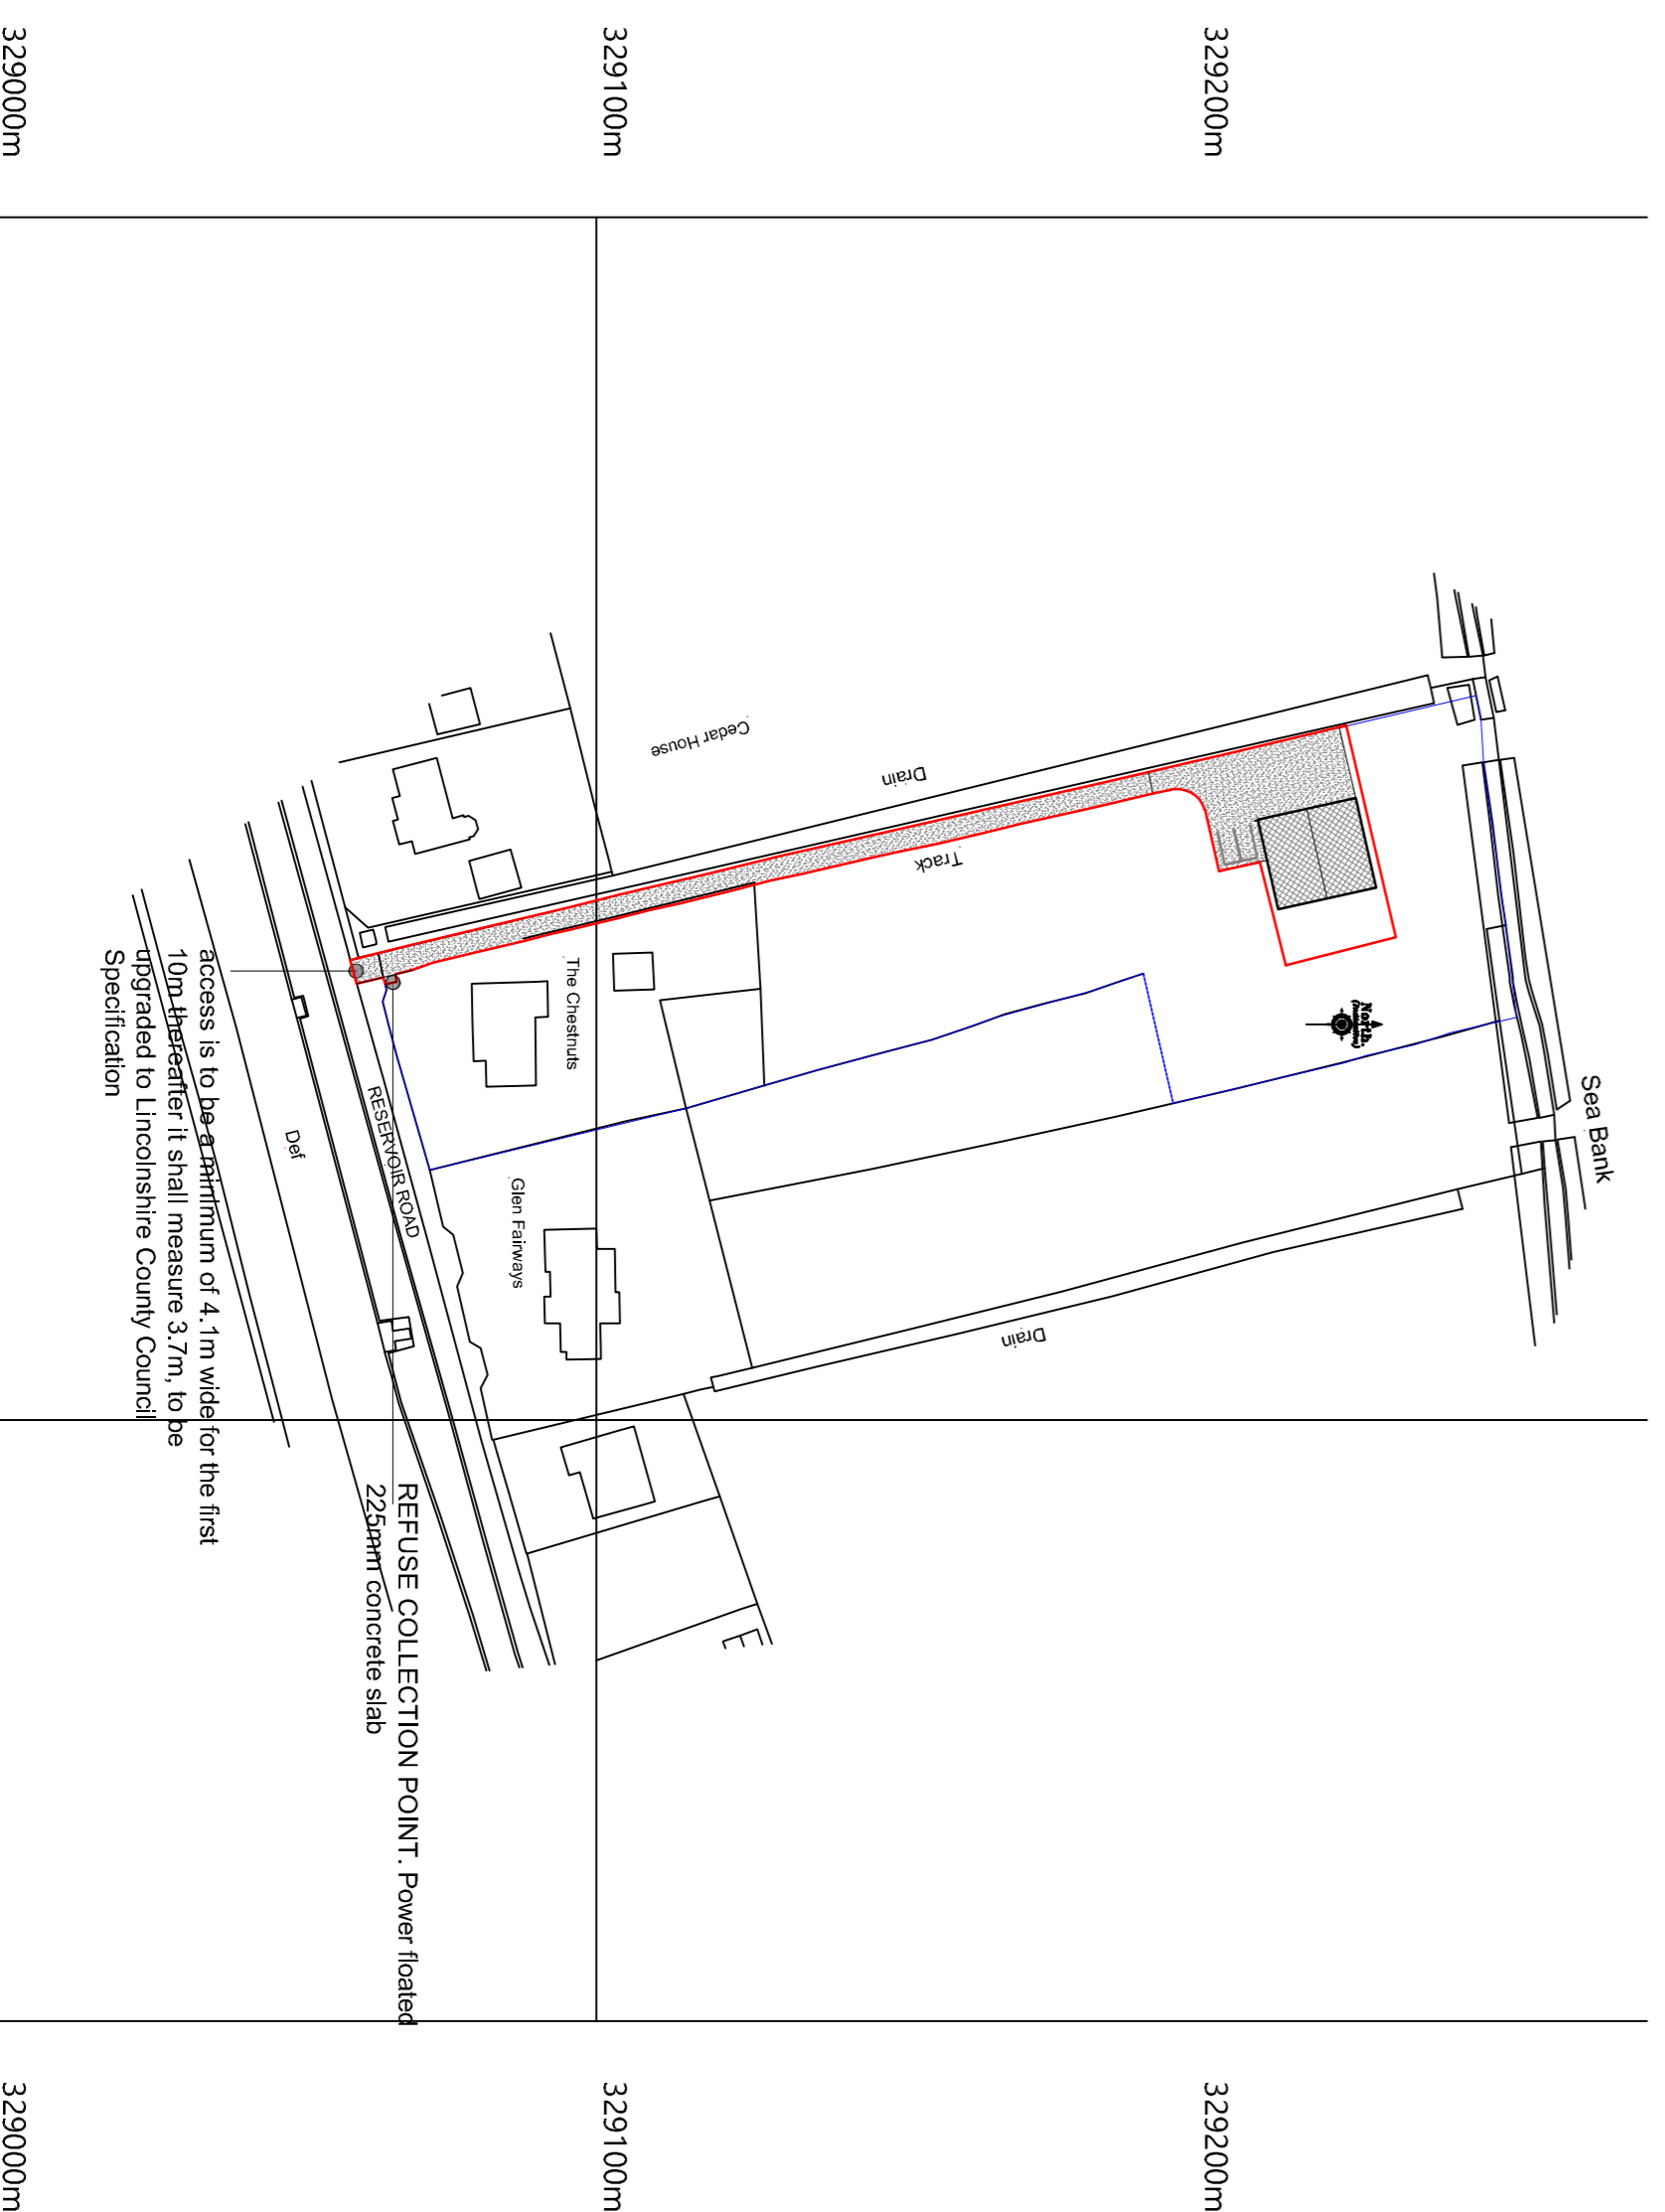 329000m
329100m
329200m
Sea Bank
North.
Cedar House
Drain
Track
The Chestnuts
Glen Fairways
Drain
RESERVOIR ROAD
Def
access is to be a minimum of 4.1m wide for the first
10m thereafter it shall measure 3.7m, to be
upgraded to Lincolnshire County Council
Specification
REFUSE COLLECTION POINT. Power floated
225mm concrete slab
329000m
329100m
329200m